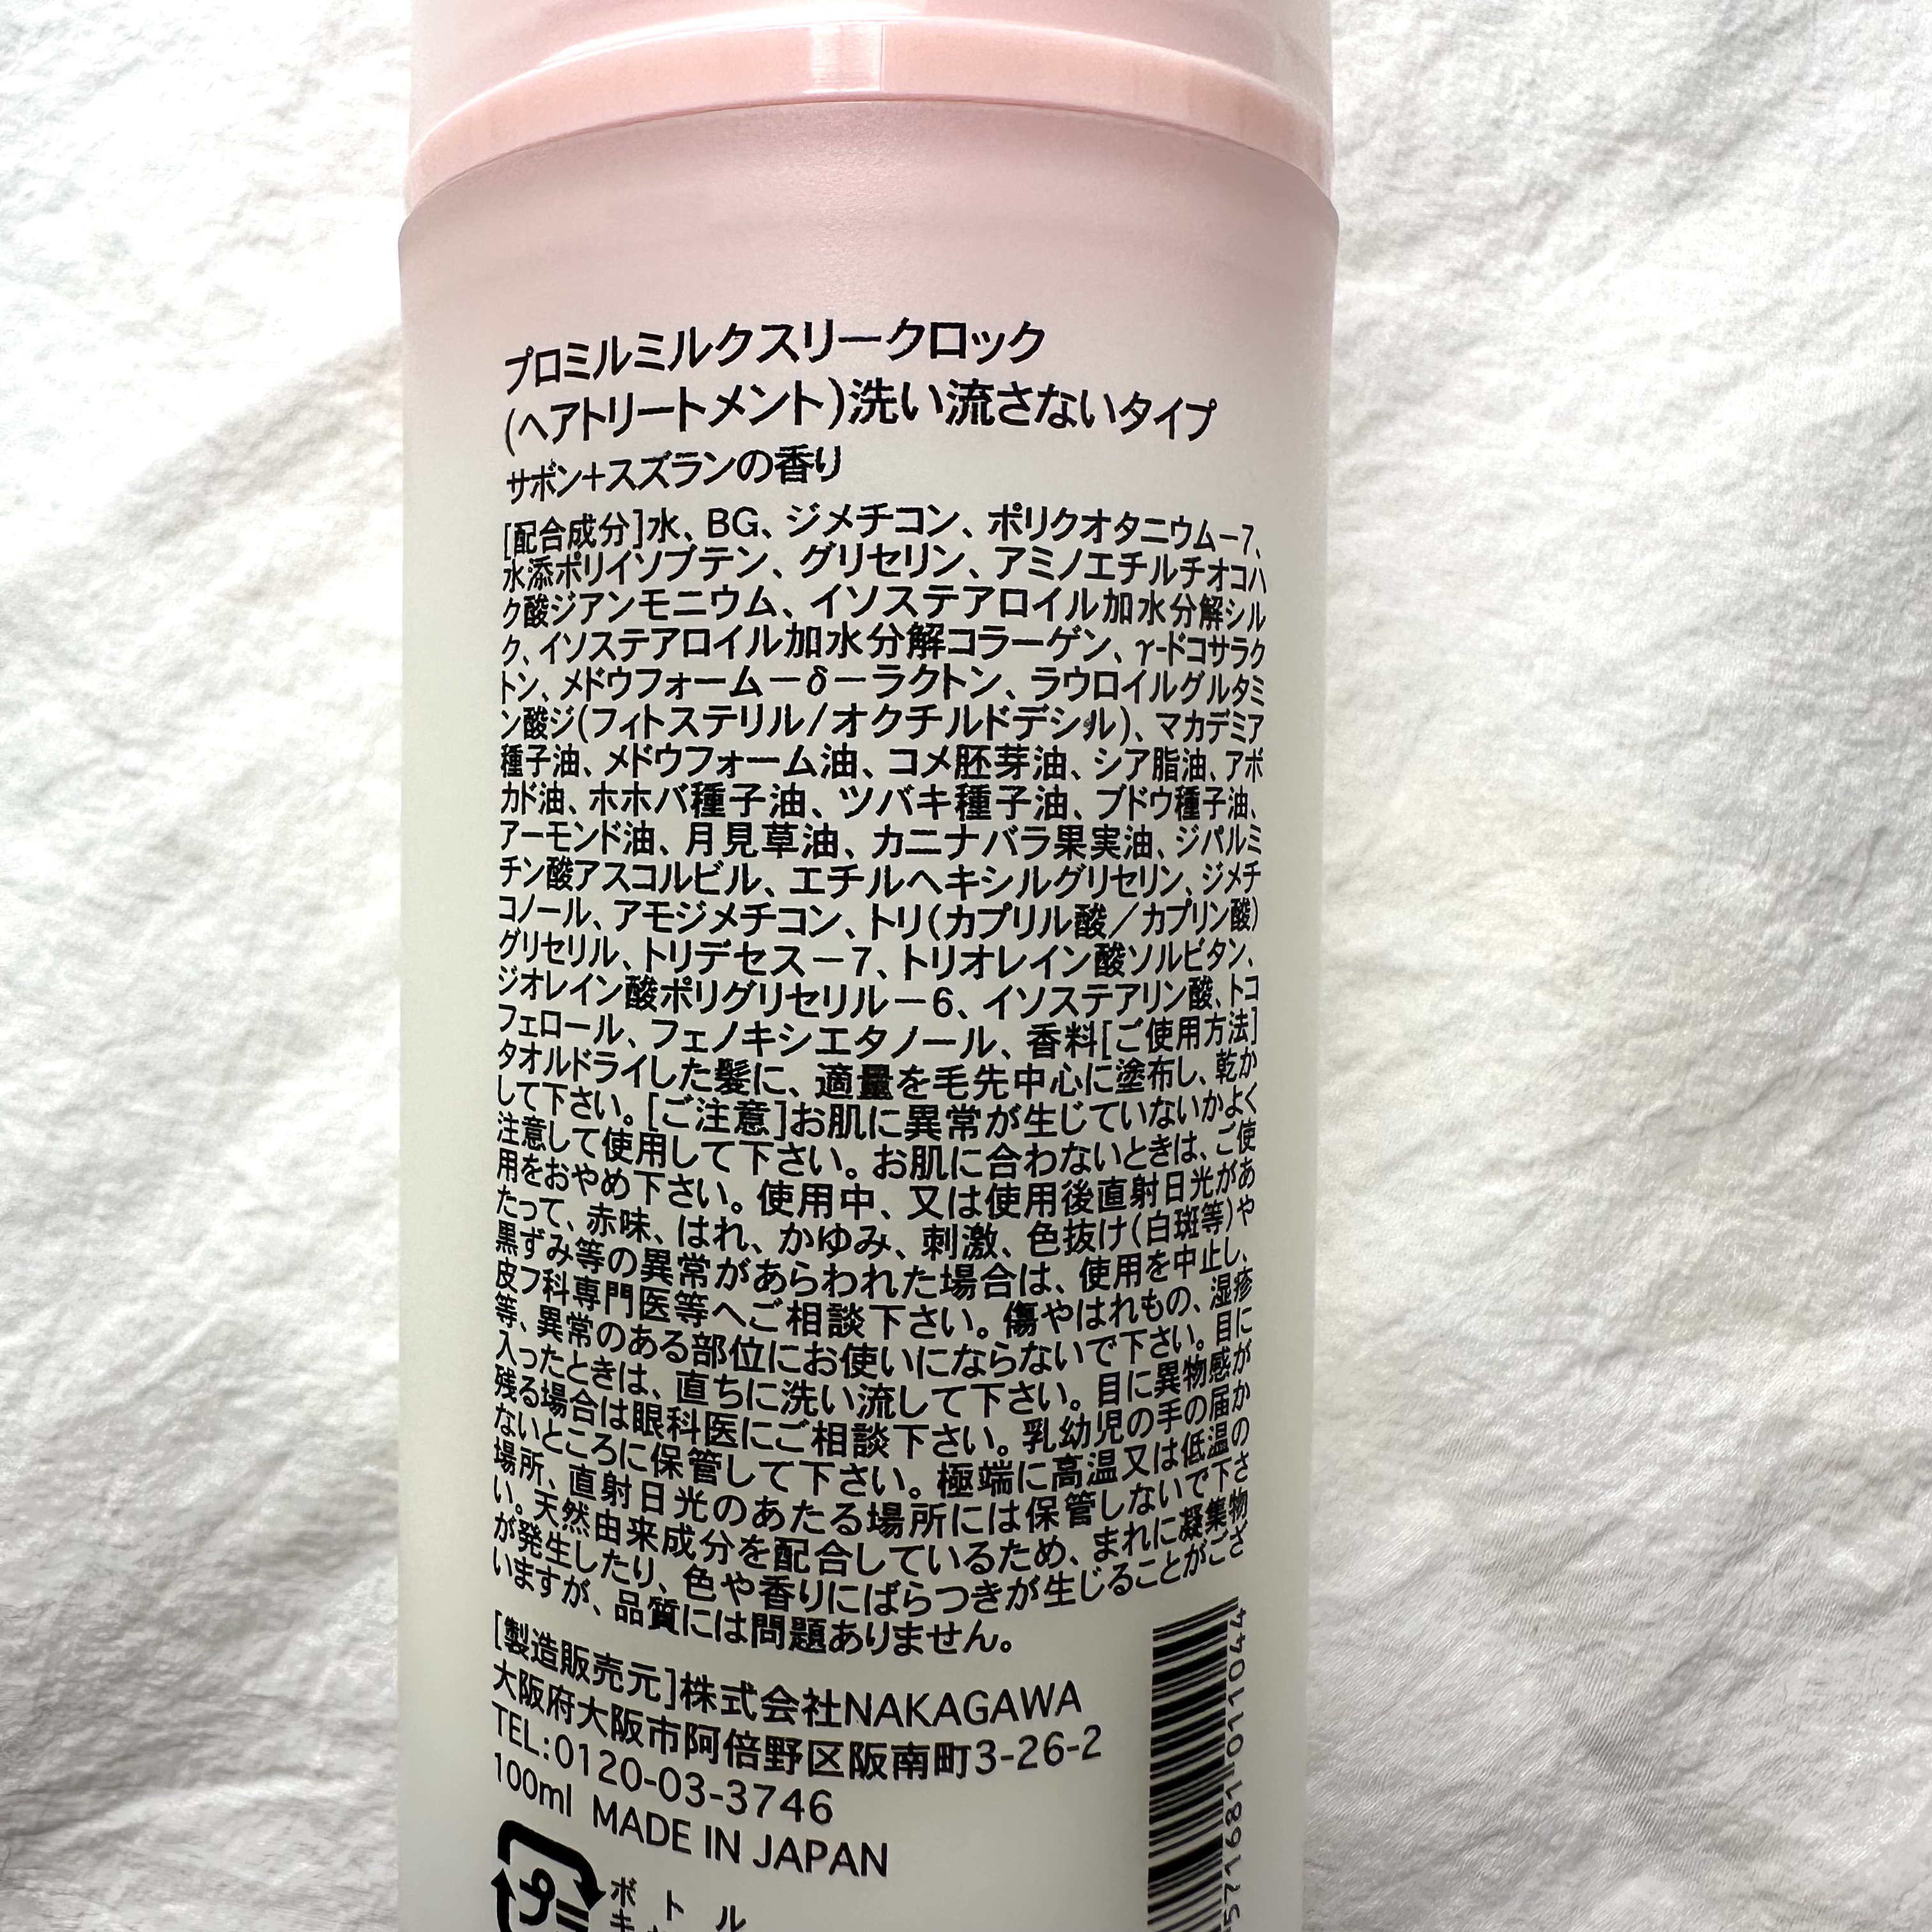 プロミルミルクスリークロック
(ヘアトリートメント)洗い流さないタイプ
サボン+スズランの香り
[配合成分]水、BG、ジメチコン、ポリクオタニウムー7、
水添ポリイソブテン、グリセリン、アミノエチルチオコハ
ク酸ジアンモニウム、イソステアロイル加水分解シル
ク、イソステアロイル加水分解コラーゲン、γ-ドコサラク
トン、メドウフォームーδーラクトン、ラウロイルグルタミ
ン酸ジ(フィトステリル/オクチルドデシル)、マカデミア
種子油、メドウフォーム油、コメ胚芽油、シア脂油、アボ
カド油、ホホバ種子油、ツバキ種子油、ブドウ種子油、
アーモンド油、月見草油、カニナバラ果実油、ジパルミ
チン酸アスコルビル、エチルヘキシルグリセリン、ジメチ
コノール、アモジメチコン、トリ(カプリル酸/カプリン酸)
グリセリル、トリデセスー7、トリオレイン酸ソルビタン、
ジオレイン酸ポリグリセリルー6、イソステアリン酸、トコ
フェロール、フェノキシエタノール、香料[ご使用方法]
タオルドライした髪に、適量を毛先中心に塗布し、乾か
して下さい。[ご注意]お肌に異常が生じていないかよく
注意して使用して下さい。お肌に合わないときは、ご使
用をおやめ下さい。使用中、又は使用後直射日光があ
たって、赤味、はれ、かゆみ、刺激、色抜け(白斑等)や
黒ずみ等の異常があらわれた場合は、使用を中止し、
皮フ科専門医等へご相談下さい。傷やはれもの、湿疹
等、異常のある部位にお使いにならないで下さい。目に
入ったときは、直ちに洗い流して下さい。目に異物感が
残る場合は眼科医にご相談下さい。乳幼児の手の届か
ないところに保管して下さい。極端に高温又は低温の
場所、直射日光のあたる場所には保管しないで下さ
い。天然由来成分を配合しているため、まれに凝集物
が発生したり、色や香りにばらつきが生じることがござ
いますが、品質には問題ありません。
[製造販売元]株式会社NAKAGAWA
大阪府大阪市阿倍野区阪南町3-26-2
TEL:0120-03-3746
100ml MADE IN JAPAN
プラ
ボトル
571681 011044